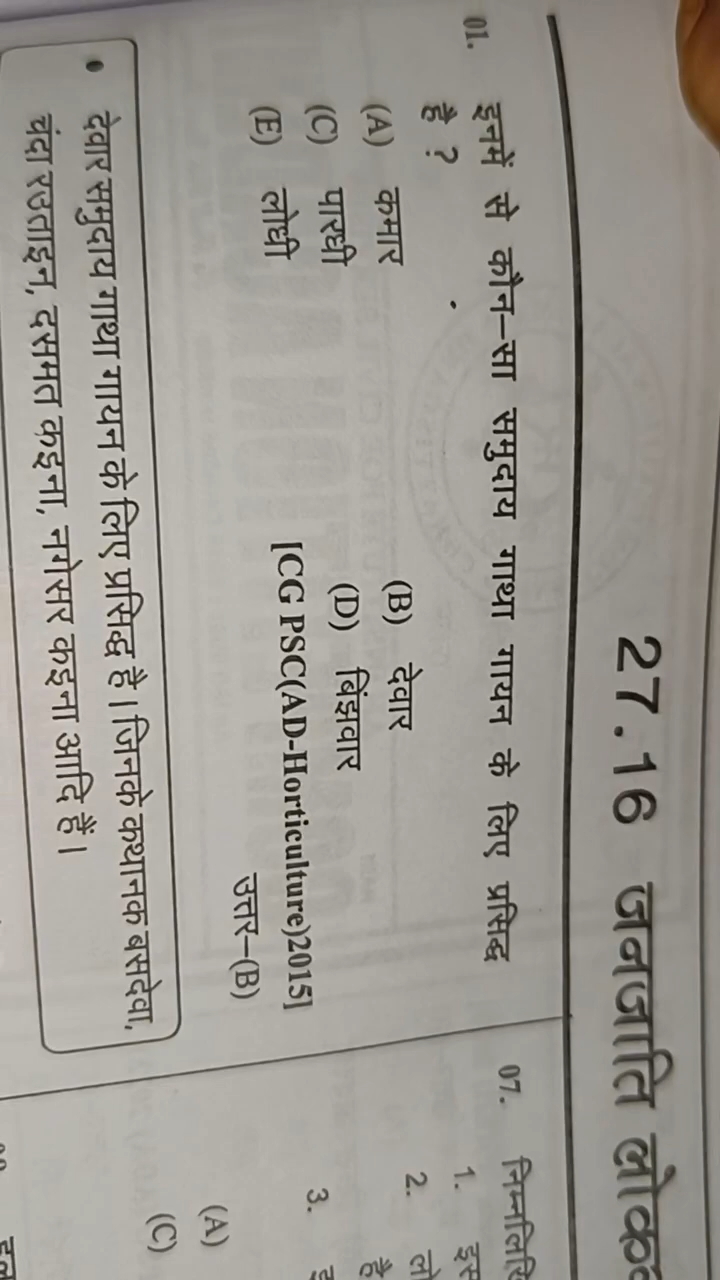 27.16 जनजाति
01. इनमें से कौन-सा समुदाय गाथा गायन के लिए प्रसिद्ध
है ?
(A) कमार (B) देवार
(C) पारधी (D) बिंझवार
(E) लोधी [CG PSC(AD-Horticulture)2015]
उत्तर-(B)
• देवार समुदाय गाथा गायन के लिए प्रसिद्ध है। जिनके कथानक बसदेवा,
चंदा रउताइन, दसमत कइना, नगेसर कइना आदि हैं।
07.
1.
2.
3.
(A)
(C)